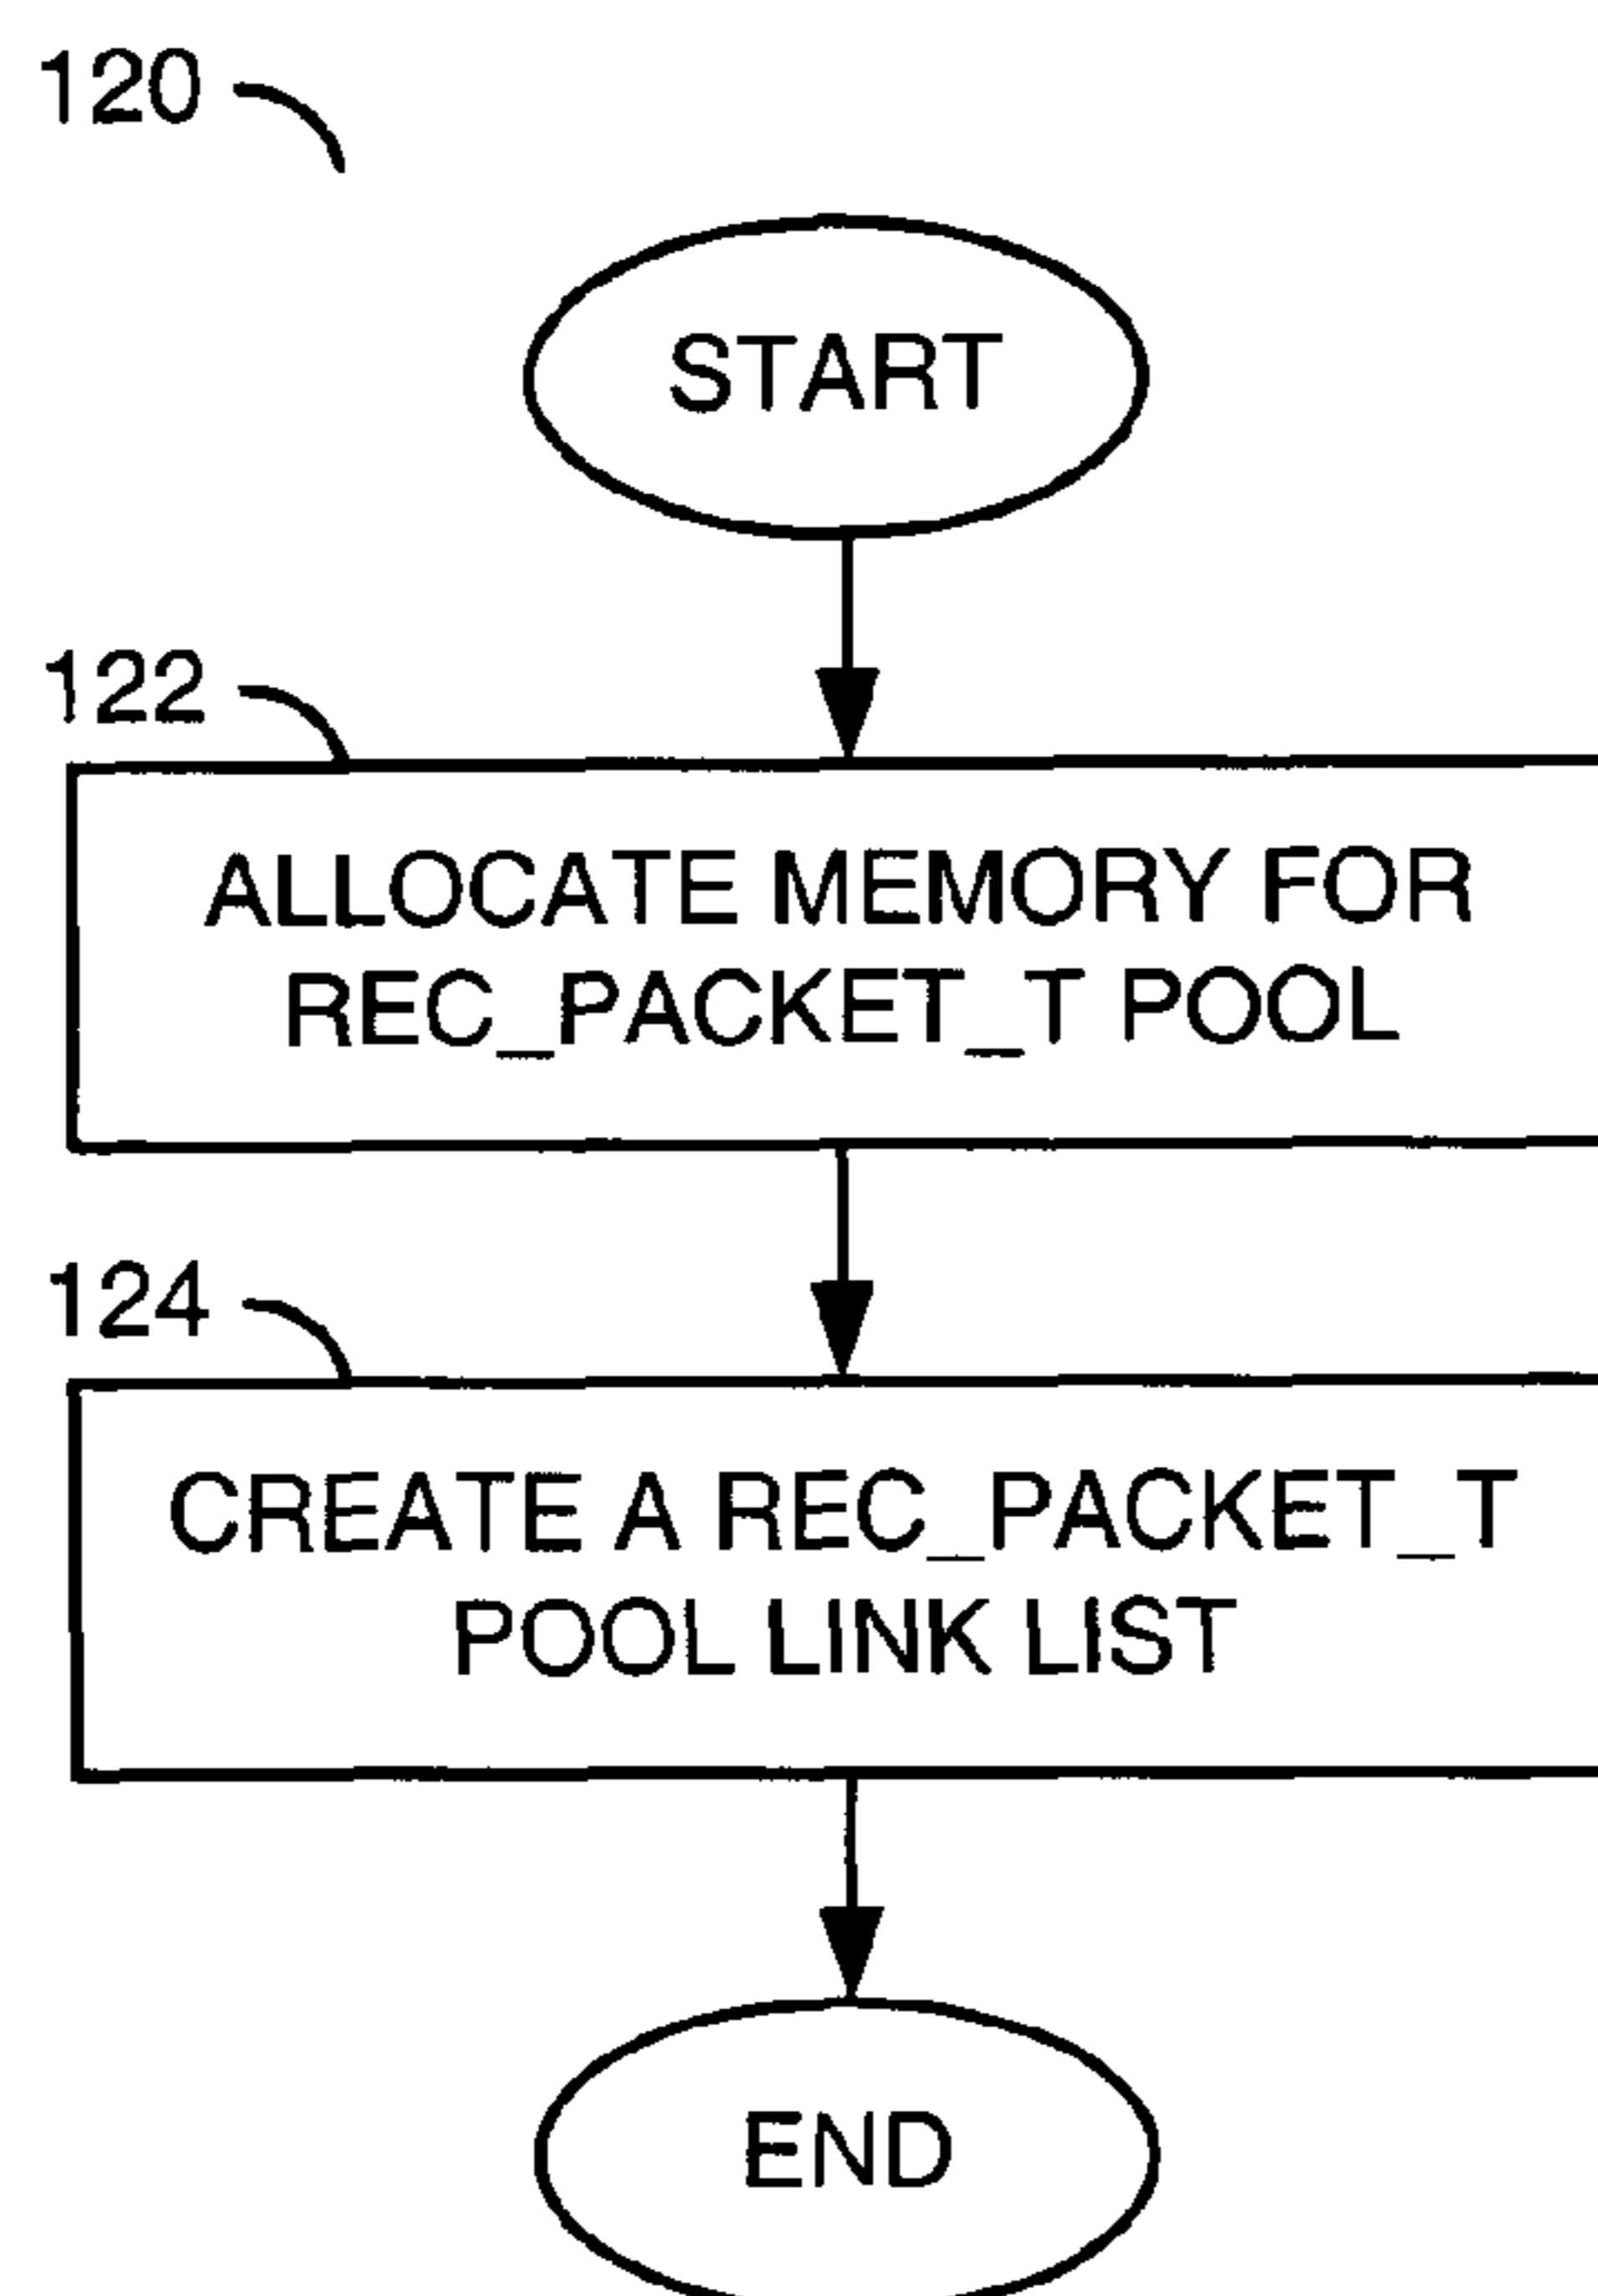 120
START
122
ALLOCATE MEMORY FOR
REC_PACKET_T POOL
124
CREATE A REC_PACKET_T
POOL LINK LIST
END